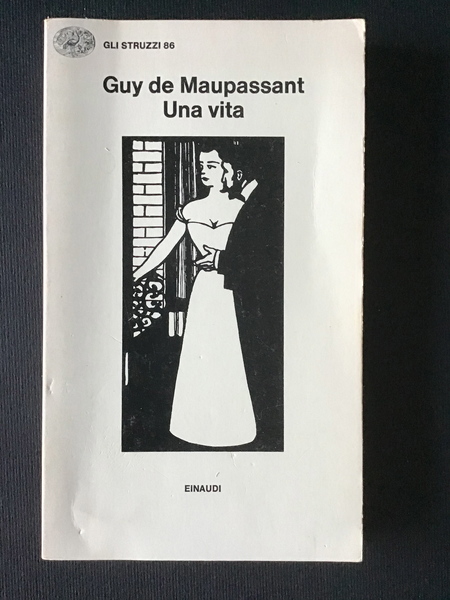 GLI STRUZZI 86
Guy de Maupassant
Una vita
EINAUDI